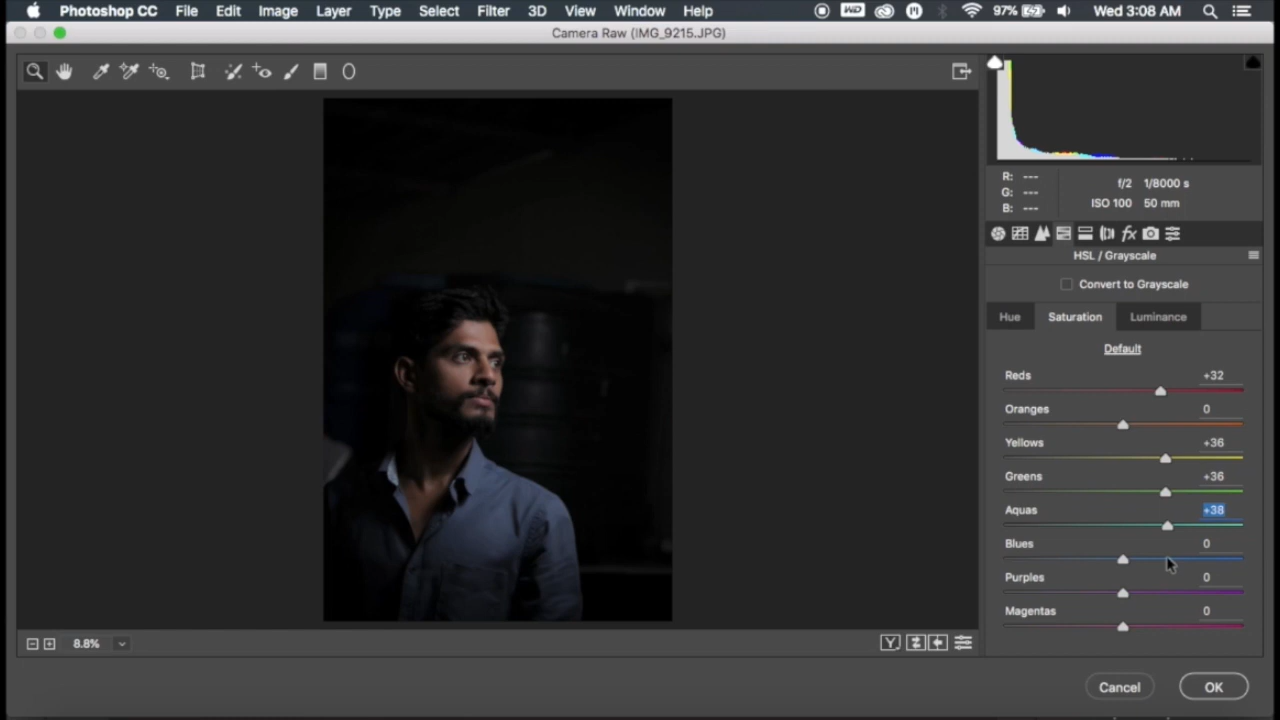 Photoshop CC File Edit Image Layer Type Select Filter 3D View Window Help 97% Wed 3:08 AM
Camera Raw (IMG_9215.JPG)
R: ---
G: ---
B: ---
f/2 1/8000 s
ISO 100 50 mm
HSL / Grayscale
Convert to Grayscale
Hue Saturation Luminance
Default
Reds +32
Oranges 0
Yellows +36
Greens +36
Aquas +38
Blues 0
Purples 0
Magentas 0
8.8% Y
Cancel OK